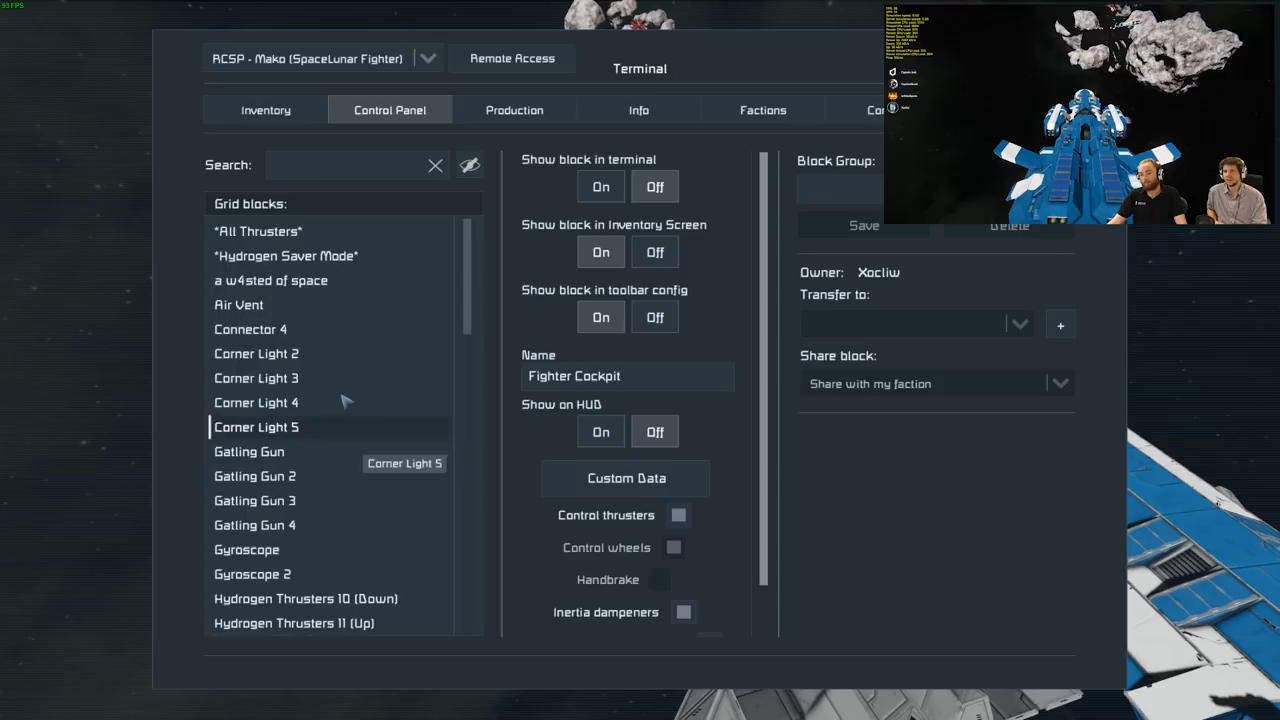 93 FPS
RCSP - Mako (SpaceLunar Fighter)
Remote Access
Terminal
Inventory
Control Panel
Production
Info
Factions
Search:
Grid blocks:
*All Thrusters*
*Hydrogen Saver Mode*
a w4sted of space
Air Vent
Connector 4
Corner Light 2
Corner Light 3
Corner Light 4
Corner Light 5
Gatling Gun
Corner Light 5
Gatling Gun 2
Gatling Gun 3
Gatling Gun 4
Gyroscope
Gyroscope 2
Hydrogen Thrusters 10 (Down)
Hydrogen Thrusters 11 (Up)
Show block in terminal
On Off
Show block in Inventory Screen
On Off
Show block in toolbar config
On Off
Name
Fighter Cockpit
Show on HUD
On Off
Custom Data
Control thrusters
Control wheels
Handbrake
Inertia dampeners
Block Group:
Save Delete
Owner: Xocliw
Transfer to:
+
Share block:
Share with my faction